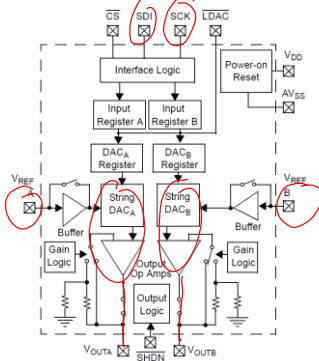 CS SDI SCK LDAC
Interface Logic
Power-on
Reset
VDD
AVSS
Input
Register A
Input
Register B
DACA
Register
DACB
Register
VREF
A
Buffer
String
DACA
String
DACB
VREF
B
Buffer
Gain
Logic
Output
Op Amps
Gain
Logic
Output
Logic
VOUTA
SHDN
VOUTB